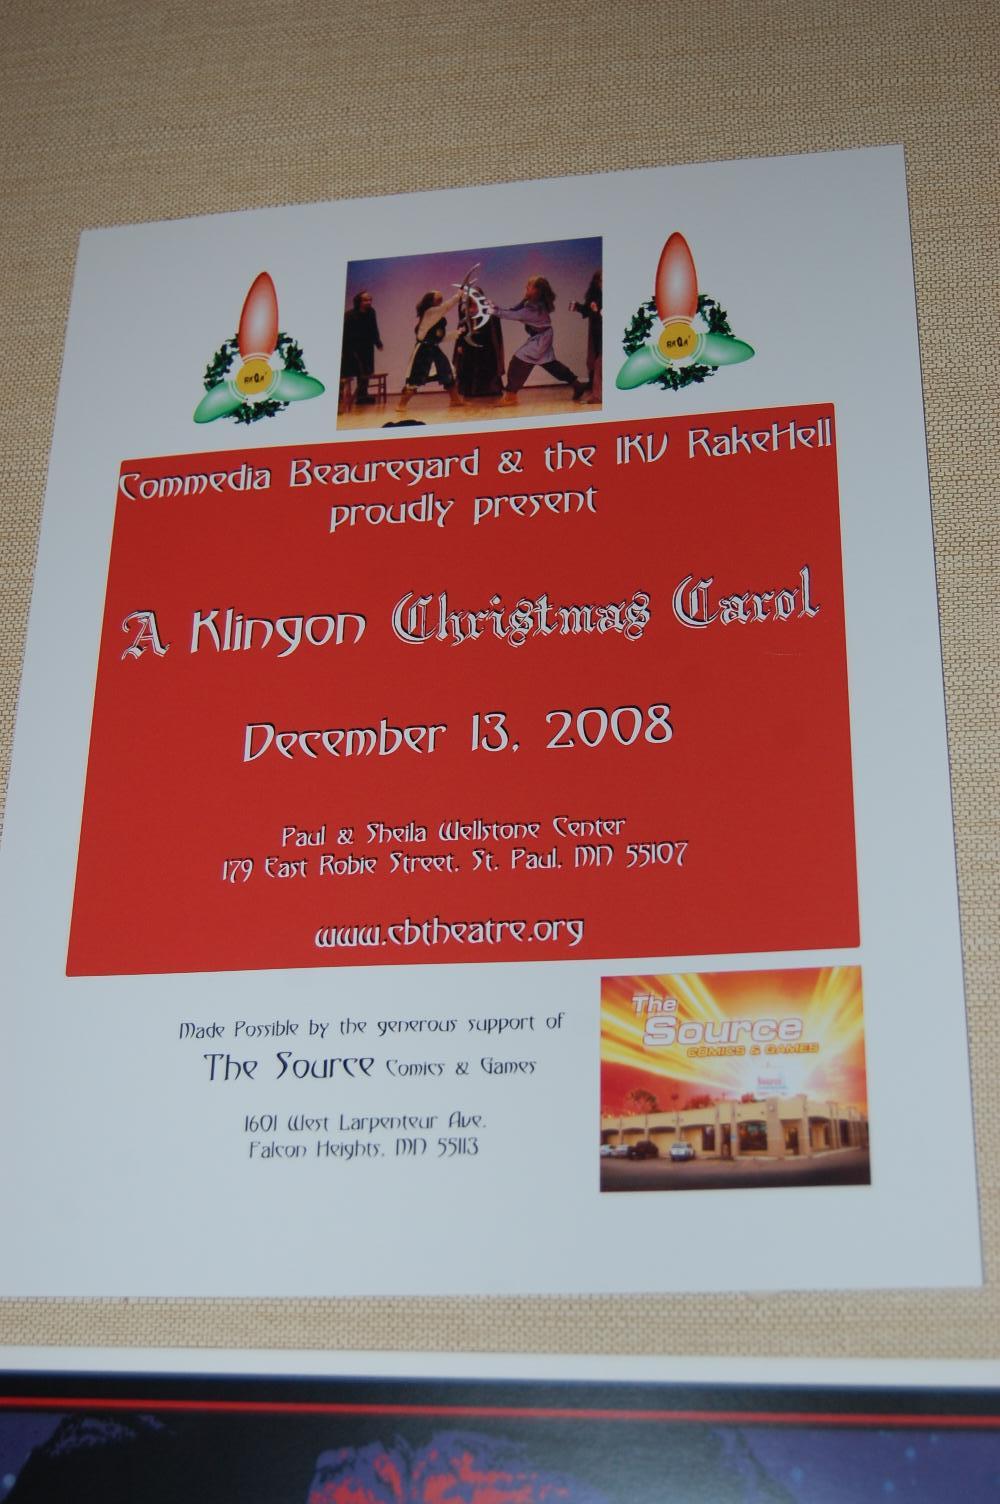 Commedia Beauregard & the IKV RakeHell
proudly present
A Klingon Christmas Carol
December 13, 2008
Paul & Sheila Wellstone Center
179 East Robie Street, St. Paul, MN 55107
www.cbtheatre.org
Made Possible by the generous support of
The Source Comics & Games
1601 West Larpenteur Ave.
Falcon Heights, MN 55113
The
Source
COMICS & GAMES